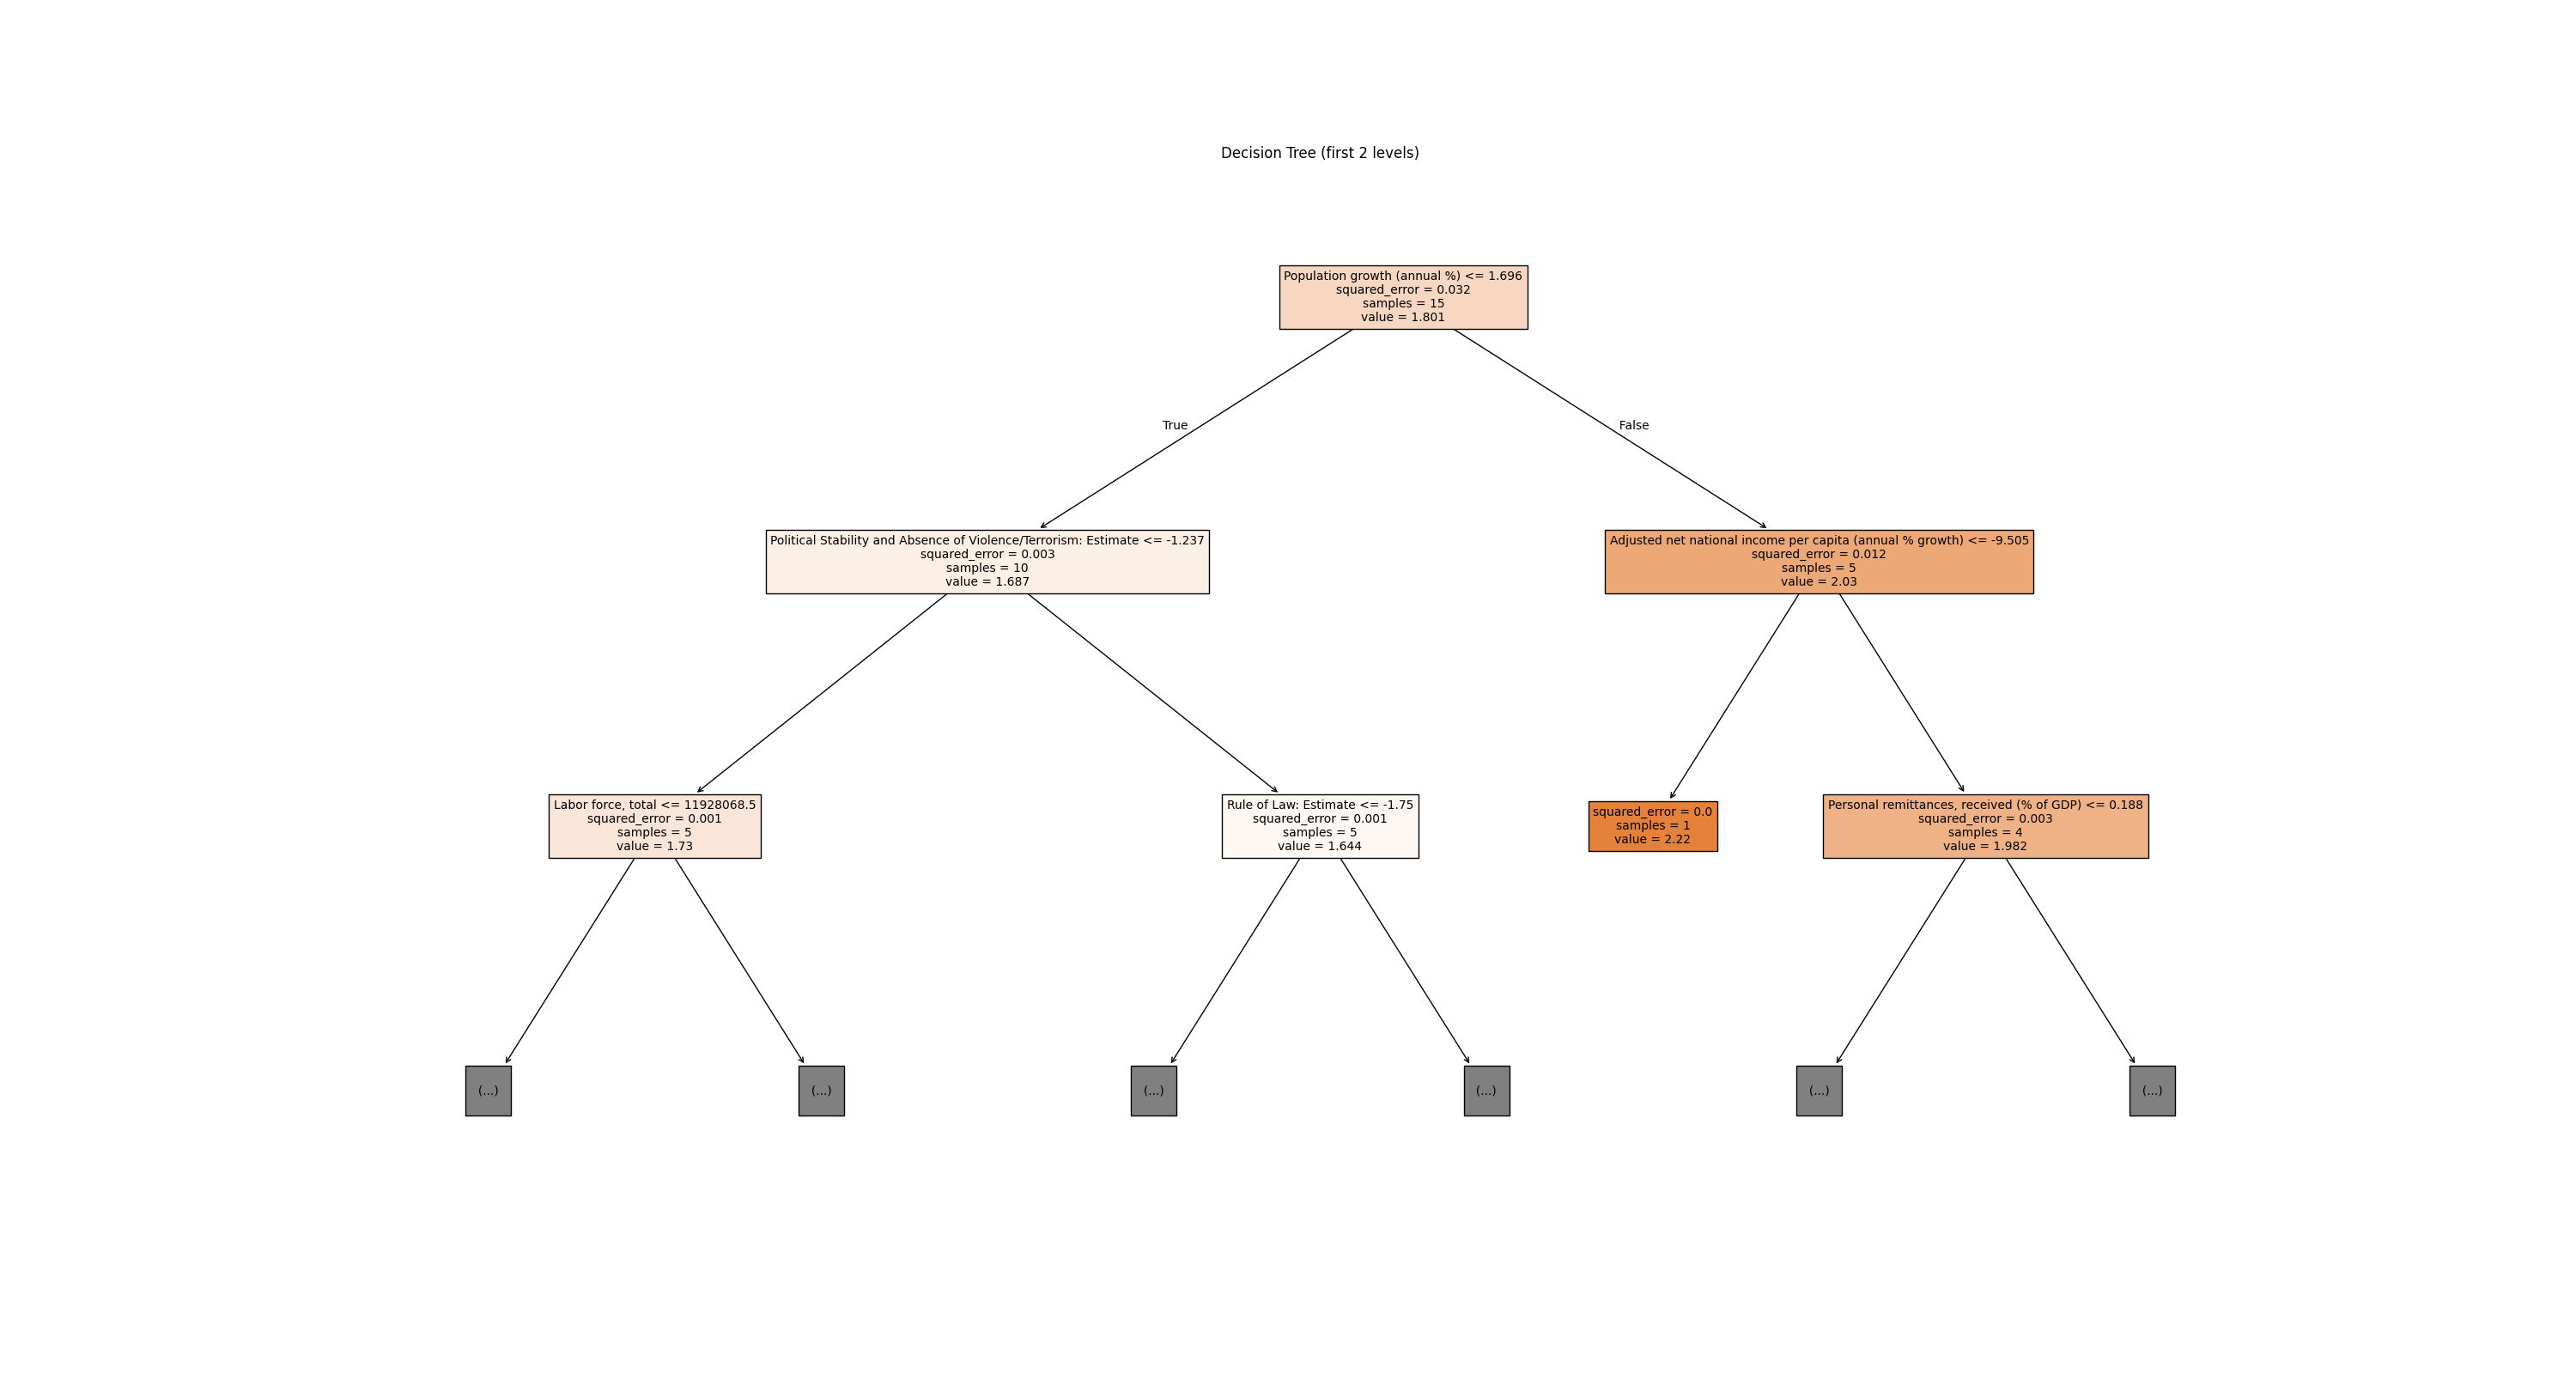 Decision Tree (first 2 levels)
Population growth (annual %) <= 1.696
squared_error = 0.032
samples = 15
value = 1.801
True
False
Political Stability and Absence of Violence/Terrorism: Estimate <= -1.237
squared_error = 0.003
samples = 10
value = 1.687
Adjusted net national income per capita (annual % growth) <= -9.505
squared_error = 0.012
samples = 5
value = 2.03
Labor force, total <= 11928068.5
squared_error = 0.001
samples = 5
value = 1.73
Rule of Law: Estimate <= -1.75
squared_error = 0.001
samples = 5
value = 1.644
squared_error = 0.0
samples = 1
value = 2.22
Personal remittances, received (% of GDP) <= 0.188
squared_error = 0.003
samples = 4
value = 1.982
(...)
(...)
(...)
(...)
(...)
(...)